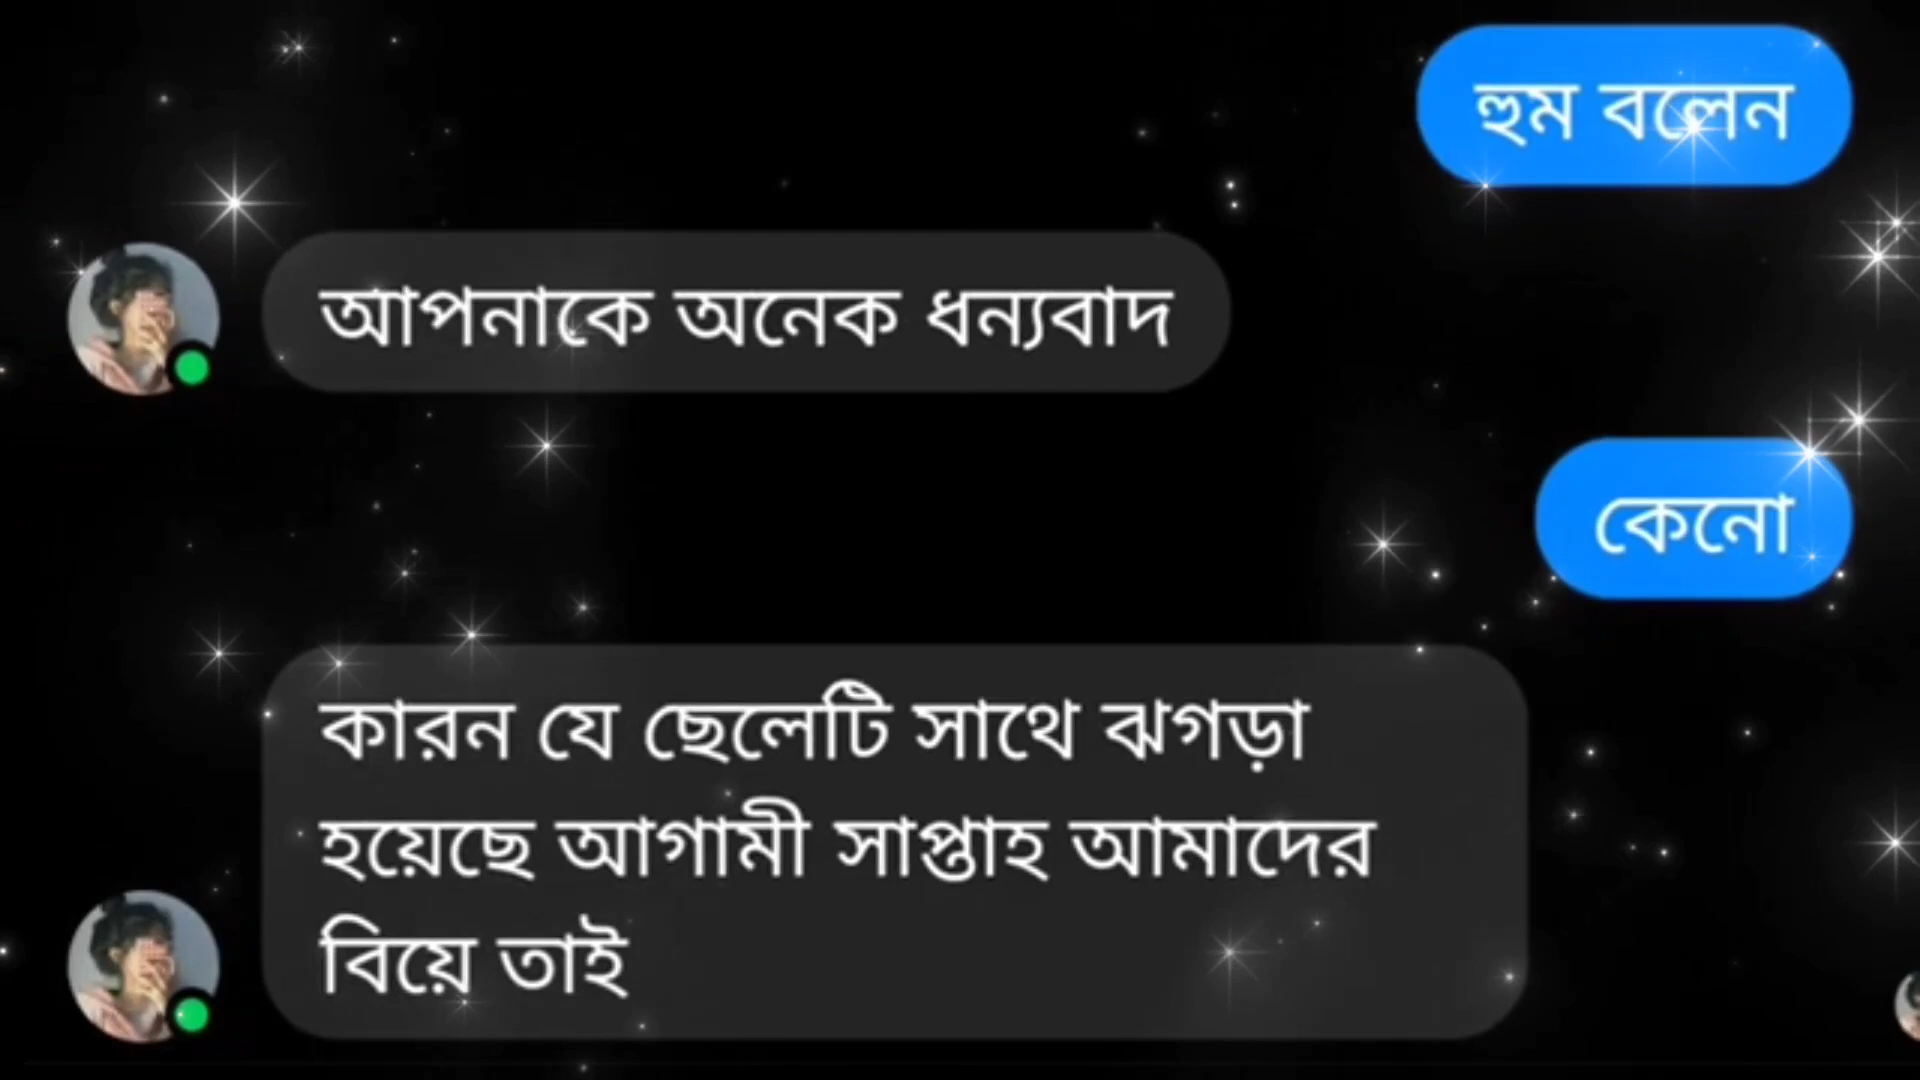 হুম বলেন
আপনাকে অনেক ধন্যবাদ
কেনো
কারন যে ছেলেটি সাথে ঝগড়া
হয়েছে আগামী সাপ্তাহ আমাদের
বিয়ে তাই